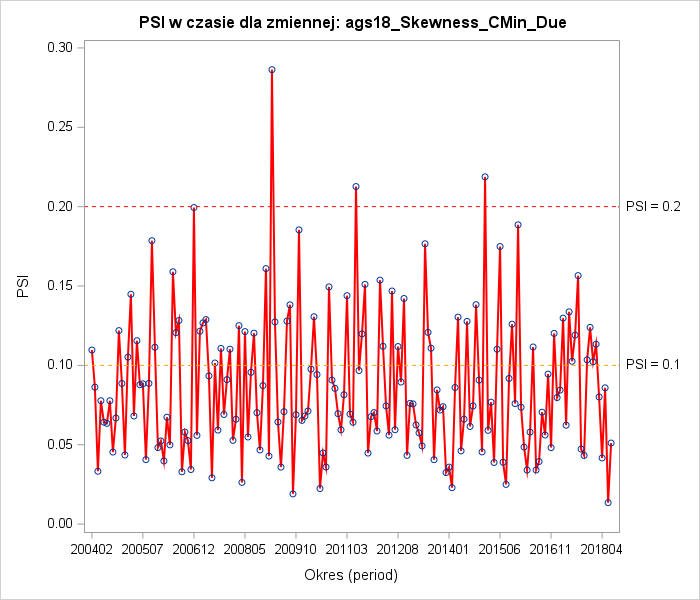 PSI w czasie dla zmiennej: ags18_Skewness_CMin_Due
0.30
0.25
0.20
0.15
0.10
0.05
0.00
PSI
PSI = 0.2
PSI = 0.1
200402 200507 200612 200805 200910 201103 201208 201401 201506 201611 201804
Okres (period)